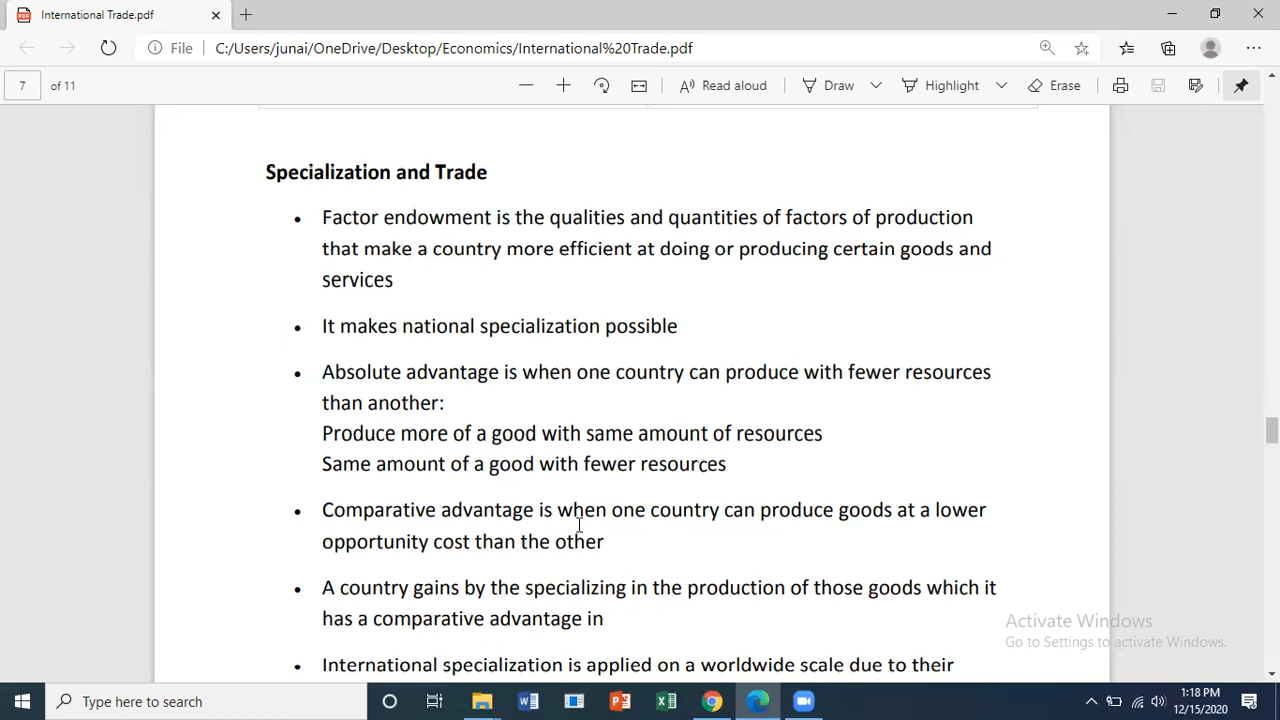 International Trade.pdf
File C:/Users/junai/OneDrive/Desktop/Economics/International%20Trade.pdf
7 of 11 Read aloud Draw Highlight Erase
Specialization and Trade
• Factor endowment is the qualities and quantities of factors of production
that make a country more efficient at doing or producing certain goods and
services
• It makes national specialization possible
• Absolute advantage is when one country can produce with fewer resources
than another:
Produce more of a good with same amount of resources
Same amount of a good with fewer resources
• Comparative advantage is when one country can produce goods at a lower
opportunity cost than the other
• A country gains by the specializing in the production of those goods which it
has a comparative advantage in
• International specialization is applied on a worldwide scale due to their
Activate Windows
Go to Settings to activate Windows.
Type here to search
1:18 PM
12/15/2020